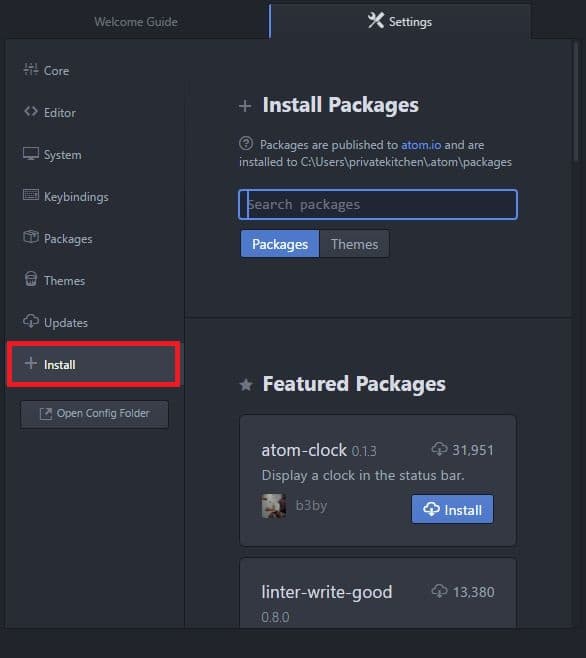 Welcome Guide
Settings
Core
Editor
System
Keybindings
Packages
Themes
Updates
Install
Open Config Folder
Install Packages
Packages are published to atom.io and are
installed to C:\Users\privatekitchen\.atom\packages
Search packages
Packages
Themes
Featured Packages
atom-clock 0.1.3
31,951
Display a clock in the status bar.
b3by
Install
linter-write-good
13,380
0.8.0